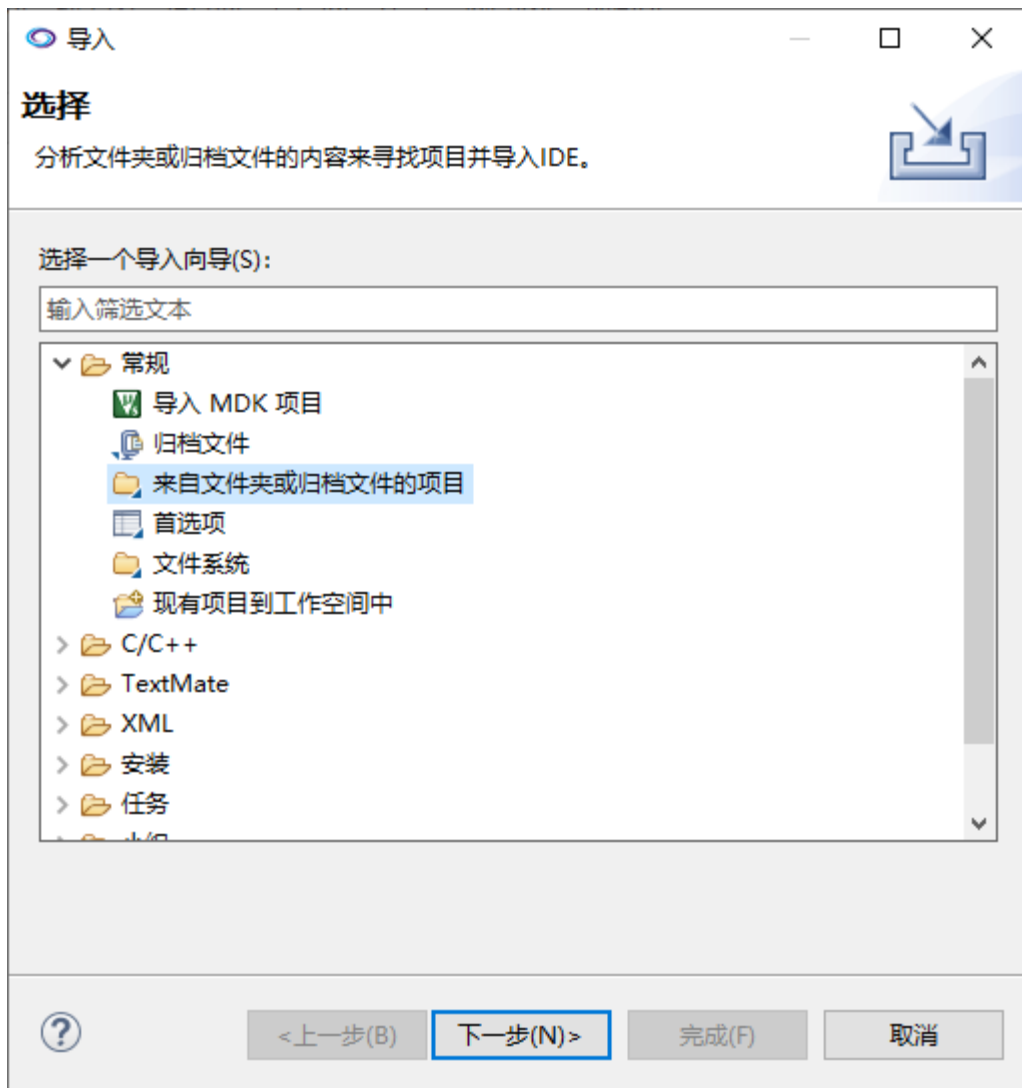 导入
选择
分析文件夹或归档文件的内容来寻找项目并导入IDE。
选择一个导入向导(S):
输入筛选文本
常规
导入 MDK 项目
归档文件
来自文件夹或归档文件的项目
首选项
文件系统
现有项目到工作空间中
C/C++
TextMate
XML
安装
任务
<上一步(B)
下一步(N)>
完成(F)
取消